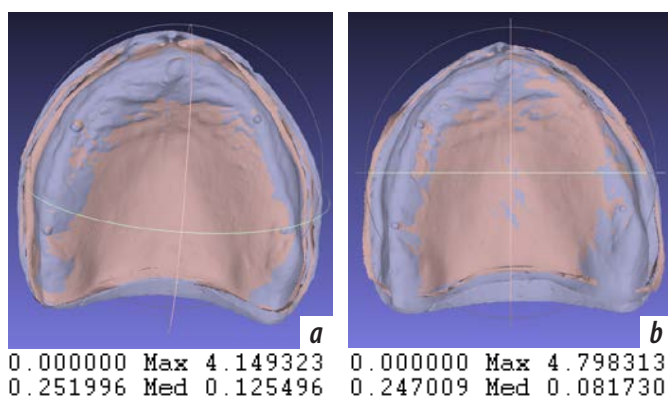 a
b
0.000000 Max 4.149323
0.251996 Med 0.125496
0.000000 Max 4.798313
0.247009 Med 0.081730